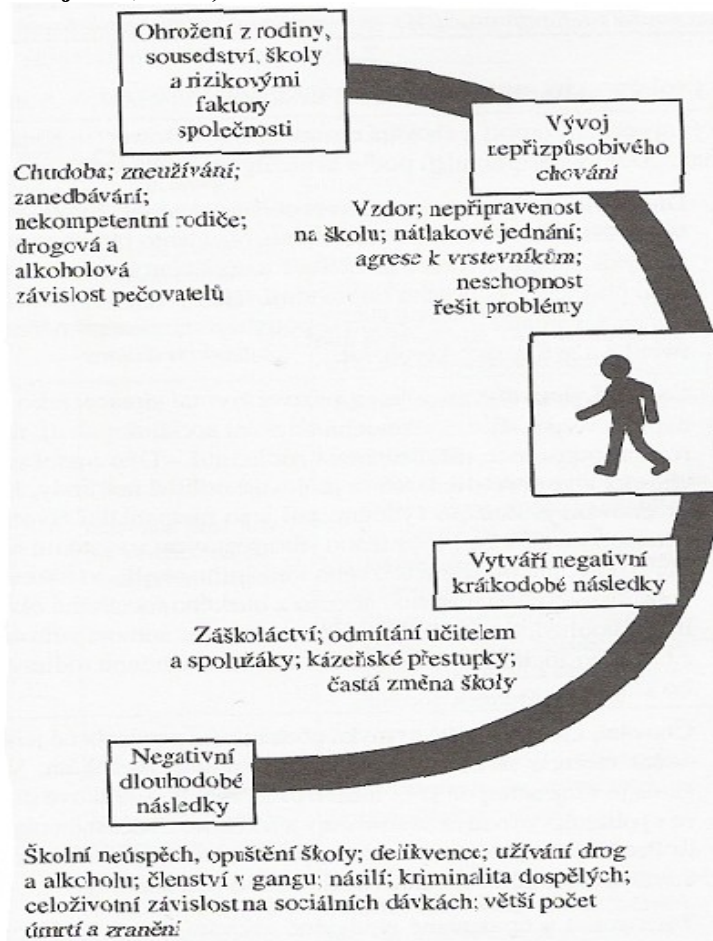 Ohrožení z rodiny,
sousedství, školy
a rizikovými
faktory
společnosti
Chudoba; zneužívání;
zanedbávání;
nekompetentní rodiče;
drogová a
alkoholová
závislost pečovatelů
Vývoj
nepřizpůsobivého
chování
Vzdor; nepřipravenost
na školu; nátlakové jednání;
agrese k vrstevníkům;
neschopnost
řešit problémy
Vytváří negativní
krátkodobé následky
Záškoláctví; odmítání učitelem
a spolužáky; kázeňské přestupky;
častá změna školy
Negativní
dlouhodobé
následky
Školní neúspěch, opuštění školy; delikvence; užívání drog
a alkoholu; členství v gangu; násilí; kriminalita dospělých;
celoživotní závislost na sociálních dávkách; větší počet
úmrtí a zranění